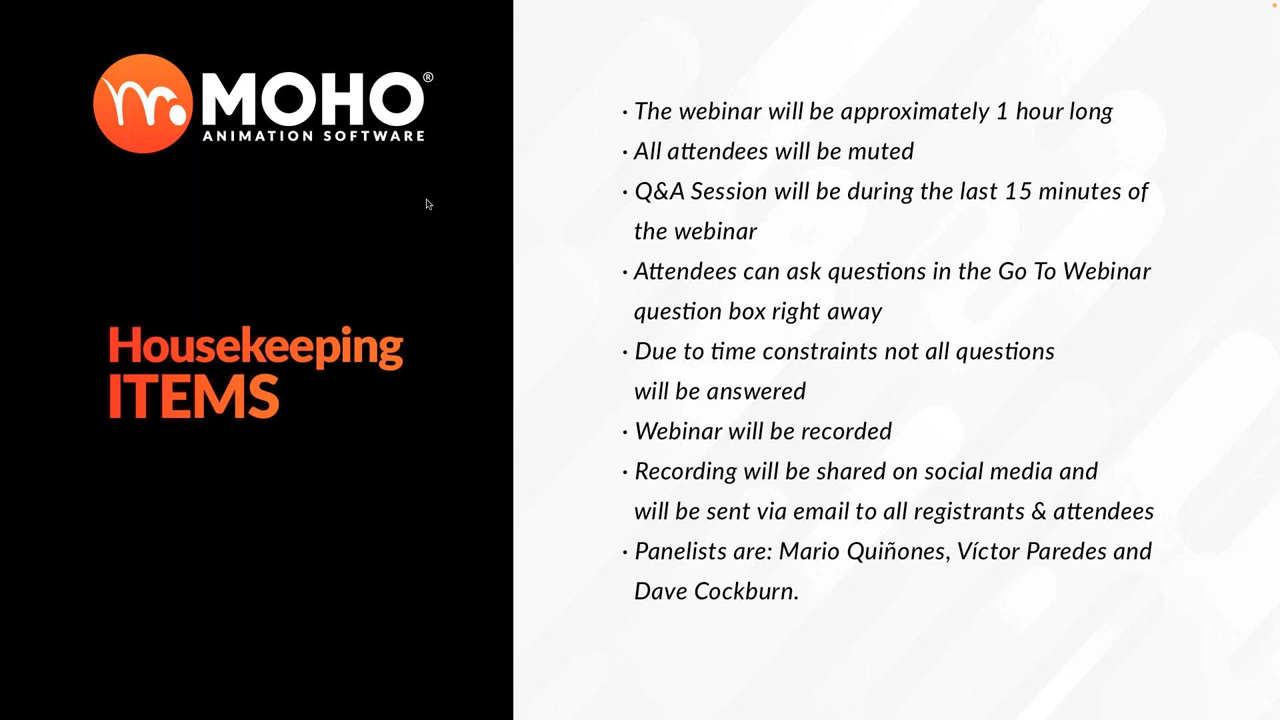 MOHO®
ANIMATION SOFTWARE
Housekeeping
ITEMS
· The webinar will be approximately 1 hour long
· All attendees will be muted
· Q&A Session will be during the last 15 minutes of
the webinar
· Attendees can ask questions in the Go To Webinar
question box right away
· Due to time constraints not all questions
will be answered
· Webinar will be recorded
· Recording will be shared on social media and
will be sent via email to all registrants & attendees
· Panelists are: Mario Quiñones, Víctor Paredes and
Dave Cockburn.